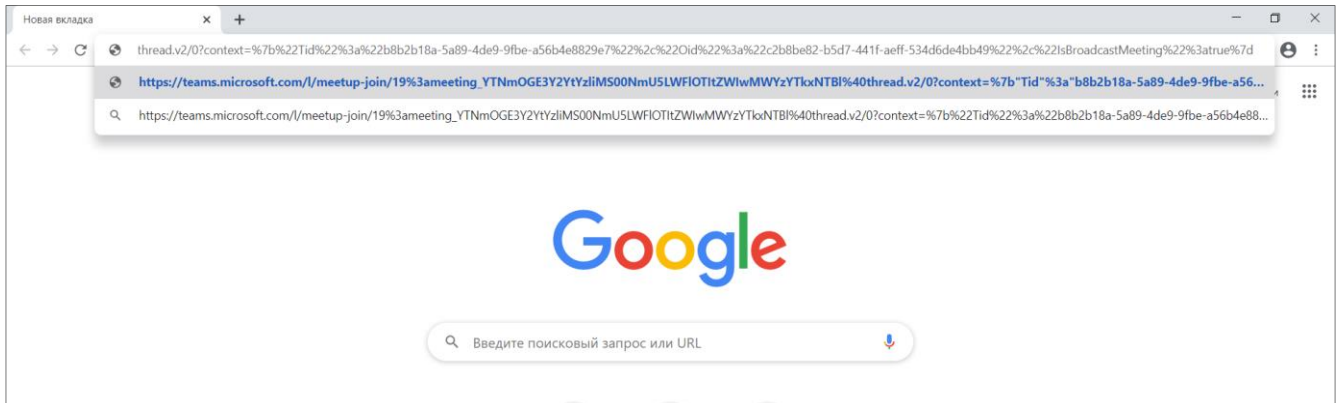 Новая вкладка
thread.v2/0?context=%7b%22Tid%22%3a%22b8b2b18a-5a89-4de9-9fbe-a56b4e8829e7%22%2c%22Oid%22%3a%22c2b8be82-b5d7-441f-aeff-534d6de4bb49%22%2c%22IsBroadcastMeeting%22%3atrue%7d
https://teams.microsoft.com/l/meetup-join/19%3ameeting_YTNmOGE3Y2YtYzliMS00NmU5LWFlOTItZWIwMWYzYTkxNTBl%40thread.v2/0?context=%7b"Tid"%3a"b8b2b18a-5a89-4de9-9fbe-a56...
https://teams.microsoft.com/l/meetup-join/19%3ameeting_YTNmOGE3Y2YtYzliMS00NmU5LWFlOTItZWIwMWYzYTkxNTBl%40thread.v2/0?context=%7b%22Tid%22%3a%22b8b2b18a-5a89-4de9-9fbe-a56b4e88...
Google
Введите поисковый запрос или URL